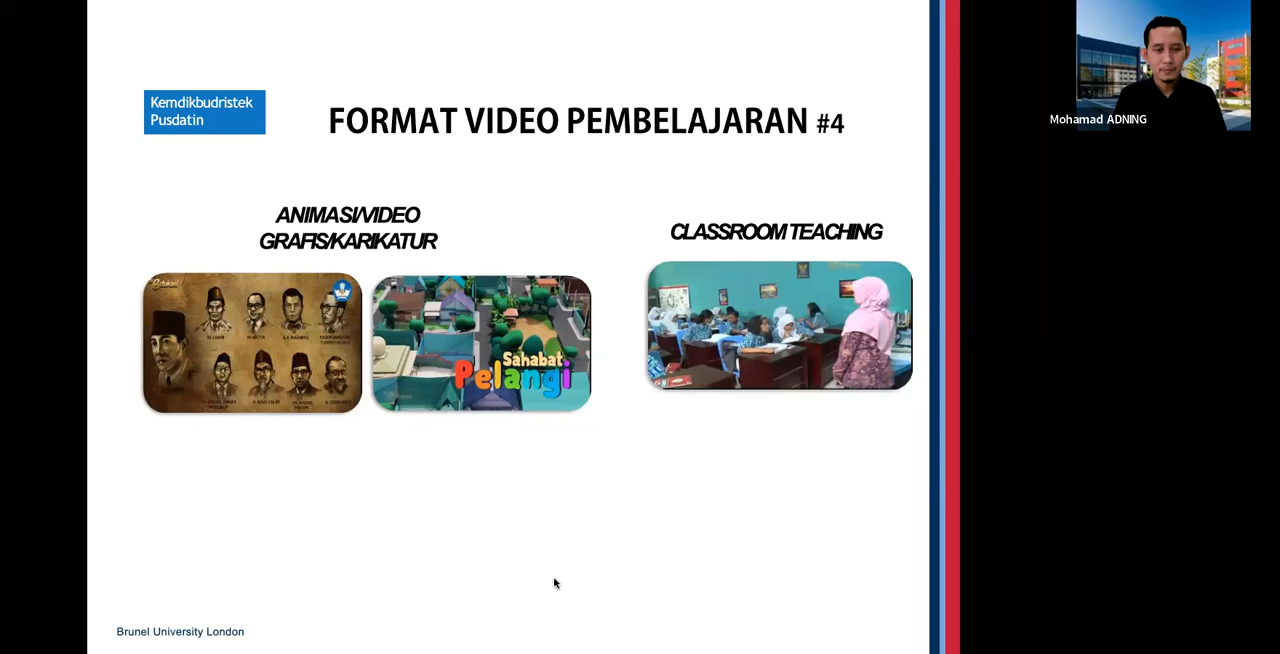 Kemdikbudristek
Pusdatin
FORMAT VIDEO PEMBELAJARAN #4
ANIMASI/VIDEO
GRAFIS/KARIKATUR
CLASSROOM TEACHING
Sahabat
Pelangi
Mohamad ADNING
Brunel University London